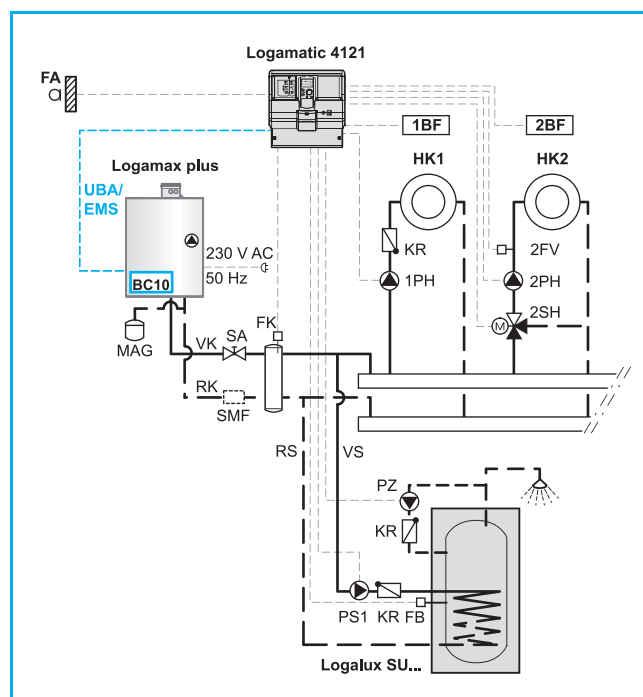 Logamatic 4121
FA
1BF
2BF
HK1
HK2
Logamax plus
UBA/
EMS
230 V AC
50 Hz
BC10
KR
2FV
1PH
2PH
2SH
M
FK
MAG
VK
SA
RK
SMF
RS
VS
PZ
KR
PS1
KR
FB
Logalux SU...